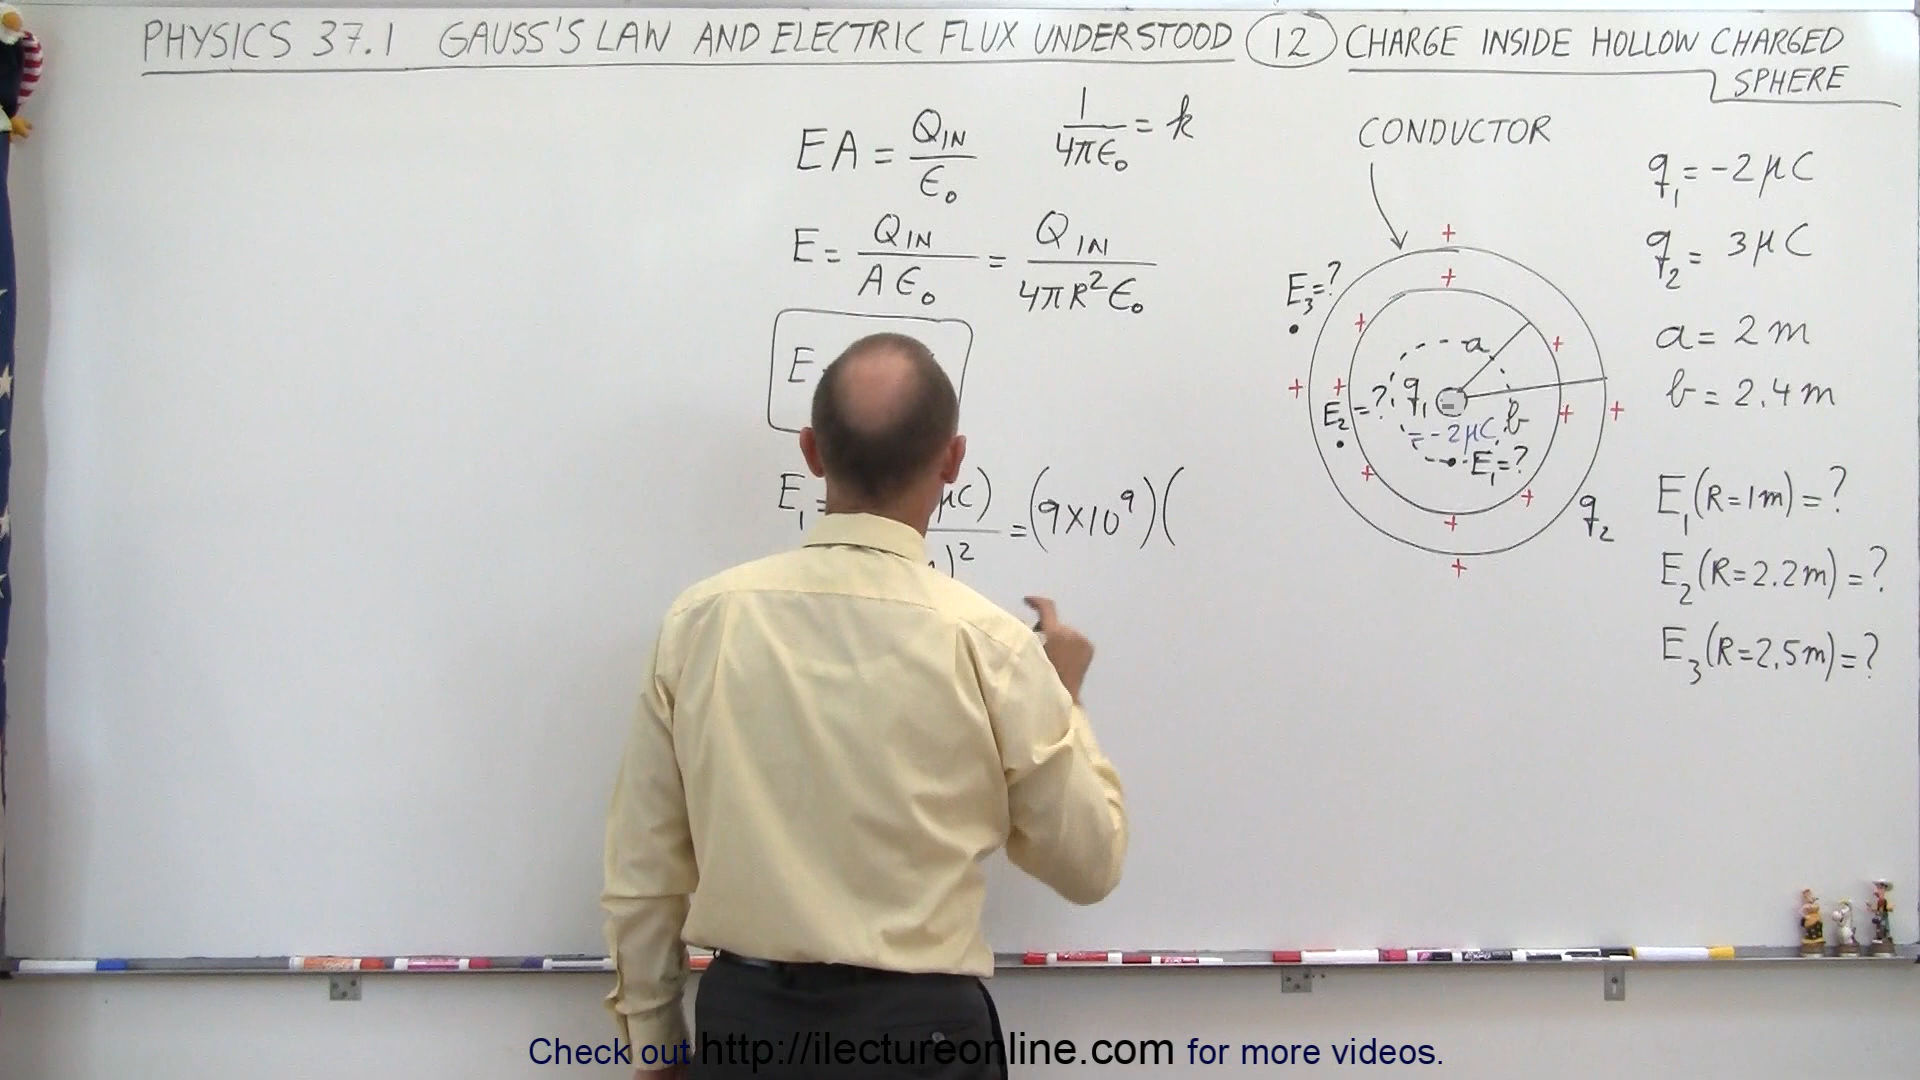 PHYSICS 37.1 GAUSS'S LAW AND ELECTRIC FLUX UNDERSTOOD 12 CHARGE INSIDE HOLLOW CHARGED
SPHERE
EA = Q_IN / ε₀
1 / 4πε₀ = k
E = Q_IN / Aε₀ = Q_IN / 4πR²ε₀
E
E₁ = μC) / )² = (9×10⁹)(
CONDUCTOR
E₃=?
a
E₂=?
q₁
= -2μC
b
E₁=?
q₂
q₁ = -2μC
q₂ = 3μC
a = 2m
b = 2.4m
E₁(R=1m)=?
E₂(R=2.2m)=?
E₃(R=2.5m)=?
Check out http://ilectureonline.com for more videos.